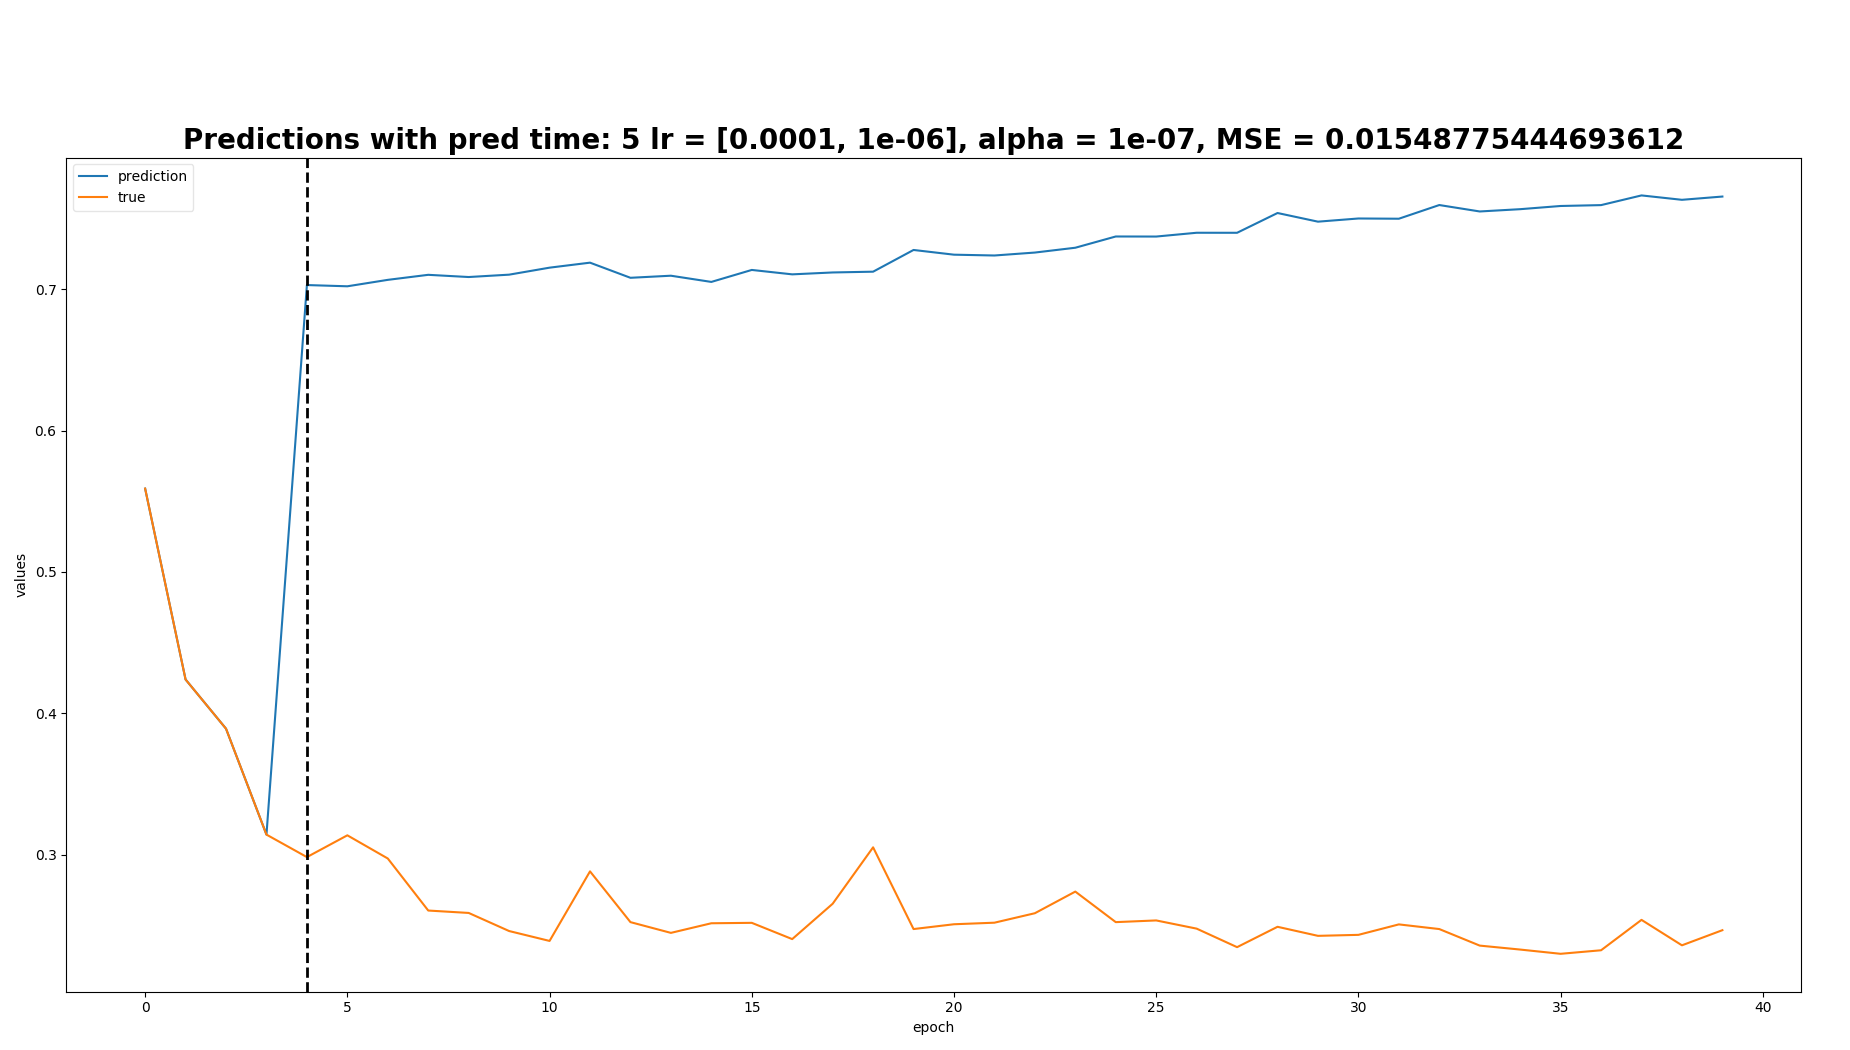 Predictions with pred time: 5 lr = [0.0001, 1e-06], alpha = 1e-07, MSE = 0.01548775444693612
prediction
true
0.7
0.6
0.5
0.4
0.3
values
0 5 10 15 20 25 30 35 40
epoch